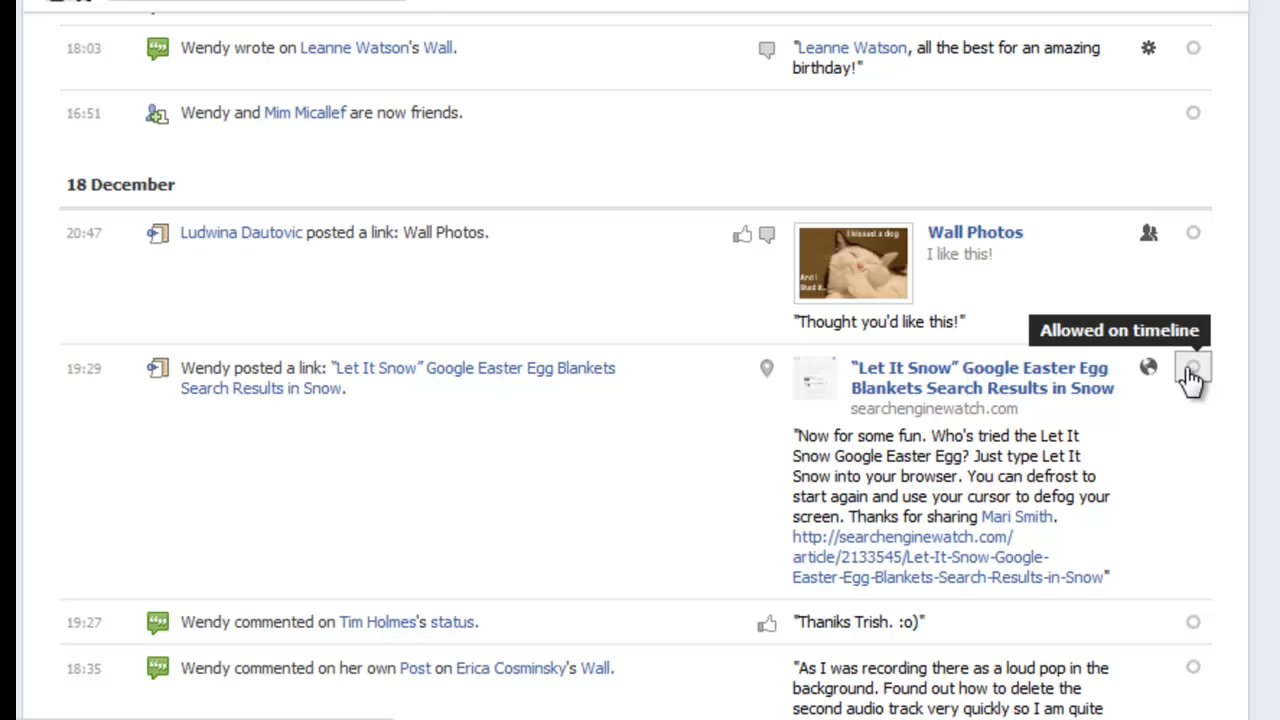 18:03 Wendy wrote on Leanne Watson's Wall. "Leanne Watson, all the best for an amazing
birthday!"
16:51 Wendy and Mim Micallef are now friends.
18 December
20:47 Ludwina Dautovic posted a link: Wall Photos. Wall Photos
I like this!
I kissed a dog
And I
liked it...
"Thought you'd like this!"
Allowed on timeline
19:29 Wendy posted a link: "Let It Snow" Google Easter Egg Blankets
Search Results in Snow.
"Let It Snow" Google Easter Egg
Blankets Search Results in Snow
searchenginewatch.com
"Now for some fun. Who's tried the Let It
Snow Google Easter Egg? Just type Let It
Snow into your browser. You can defrost to
start again and use your cursor to defog your
screen. Thanks for sharing Mari Smith.
http://searchenginewatch.com/
article/2133545/Let-It-Snow-Google-
Easter-Egg-Blankets-Search-Results-in-Snow"
19:27 Wendy commented on Tim Holmes's status. "Thaniks Trish. :o)"
18:35 Wendy commented on her own Post on Erica Cosminsky's Wall. "As I was recording there as a loud pop in the
background. Found out how to delete the
second audio track very quickly so I am quite